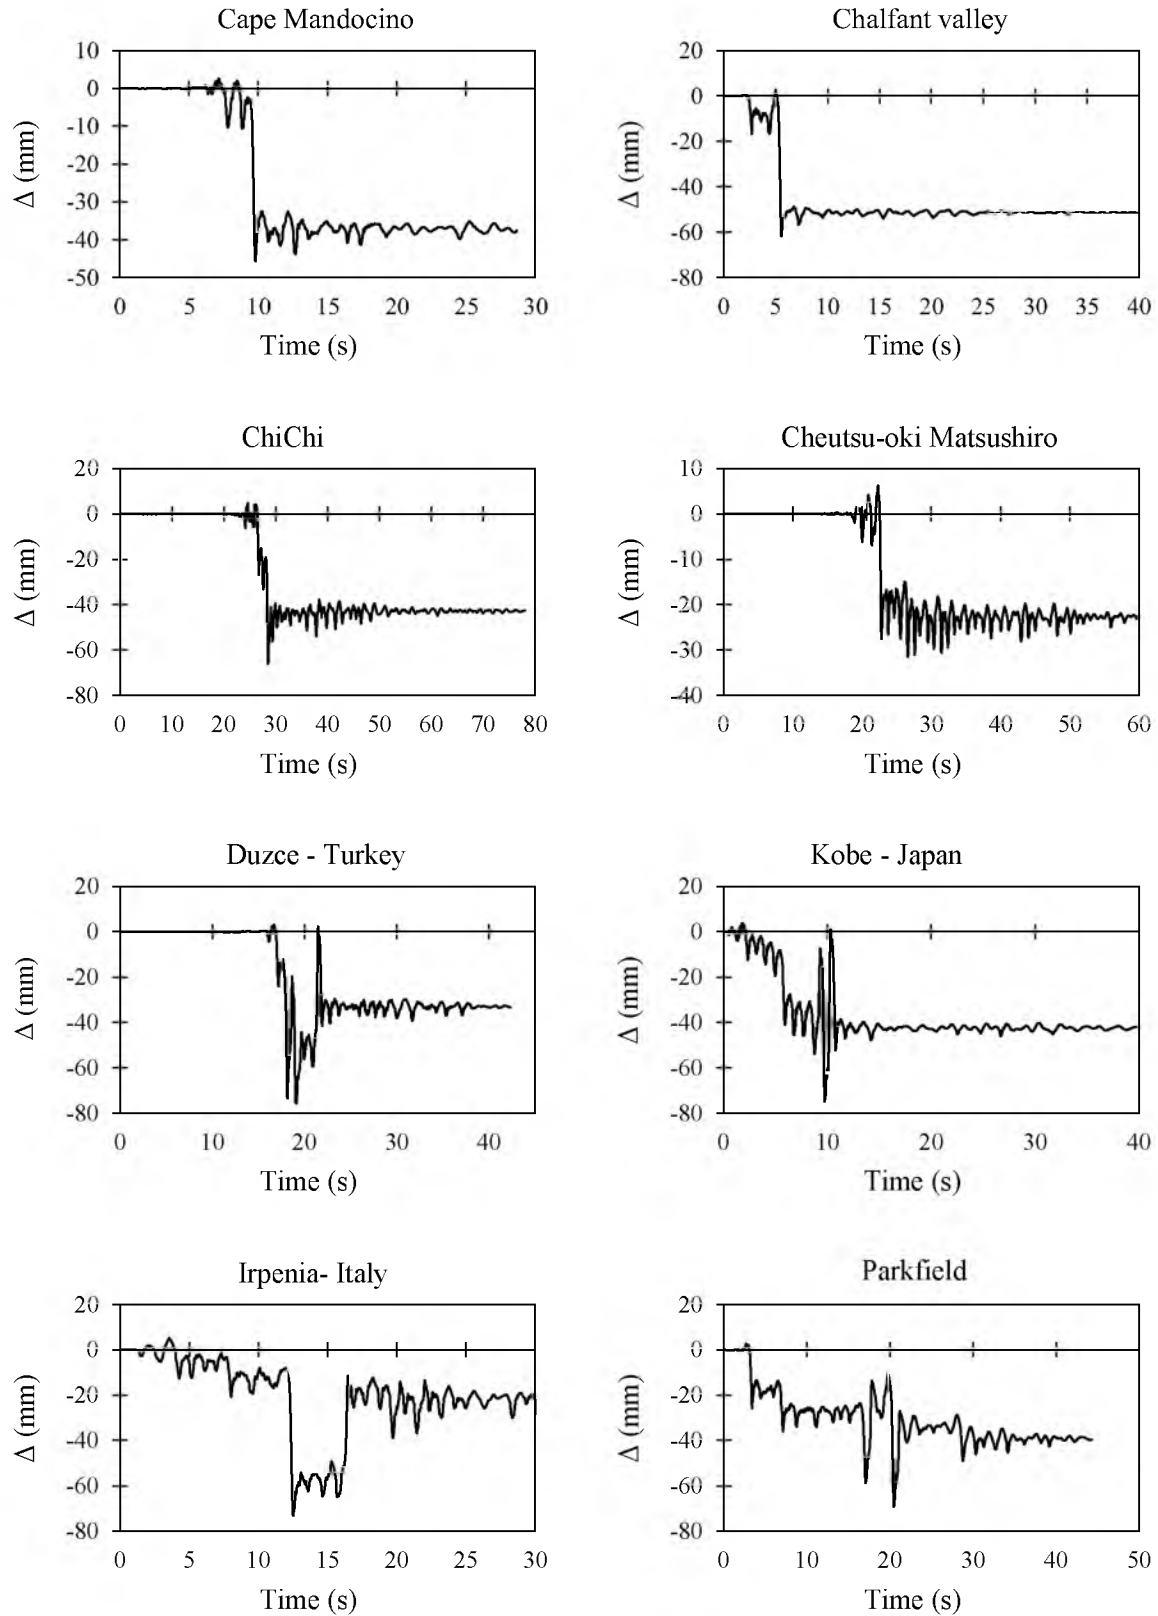 Cape Mandocino
Chalfant valley
10
0
-10
-20
-30
-40
-50
Δ (mm)
0 5 10 15 20 25 30
Time (s)
20
0
-20
-40
-60
-80
Δ (mm)
0 5 10 15 20 25 30 35 40
Time (s)
ChiChi
Cheutsu-oki Matsushiro
20
0
-20
-40
-60
-80
Δ (mm)
0 10 20 30 40 50 60 70 80
Time (s)
10
0
-10
-20
-30
-40
Δ (mm)
0 10 20 30 40 50 60
Time (s)
Duzce - Turkey
Kobe - Japan
20
0
-20
-40
-60
-80
Δ (mm)
0 10 20 30 40
Time (s)
20
0
-20
-40
-60
-80
Δ (mm)
0 10 20 30 40
Time (s)
Irpenia- Italy
Parkfield
20
0
-20
-40
-60
-80
Δ (mm)
0 5 10 15 20 25 30
Time (s)
20
0
-20
-40
-60
-80
Δ (mm)
0 10 20 30 40 50
Time (s)